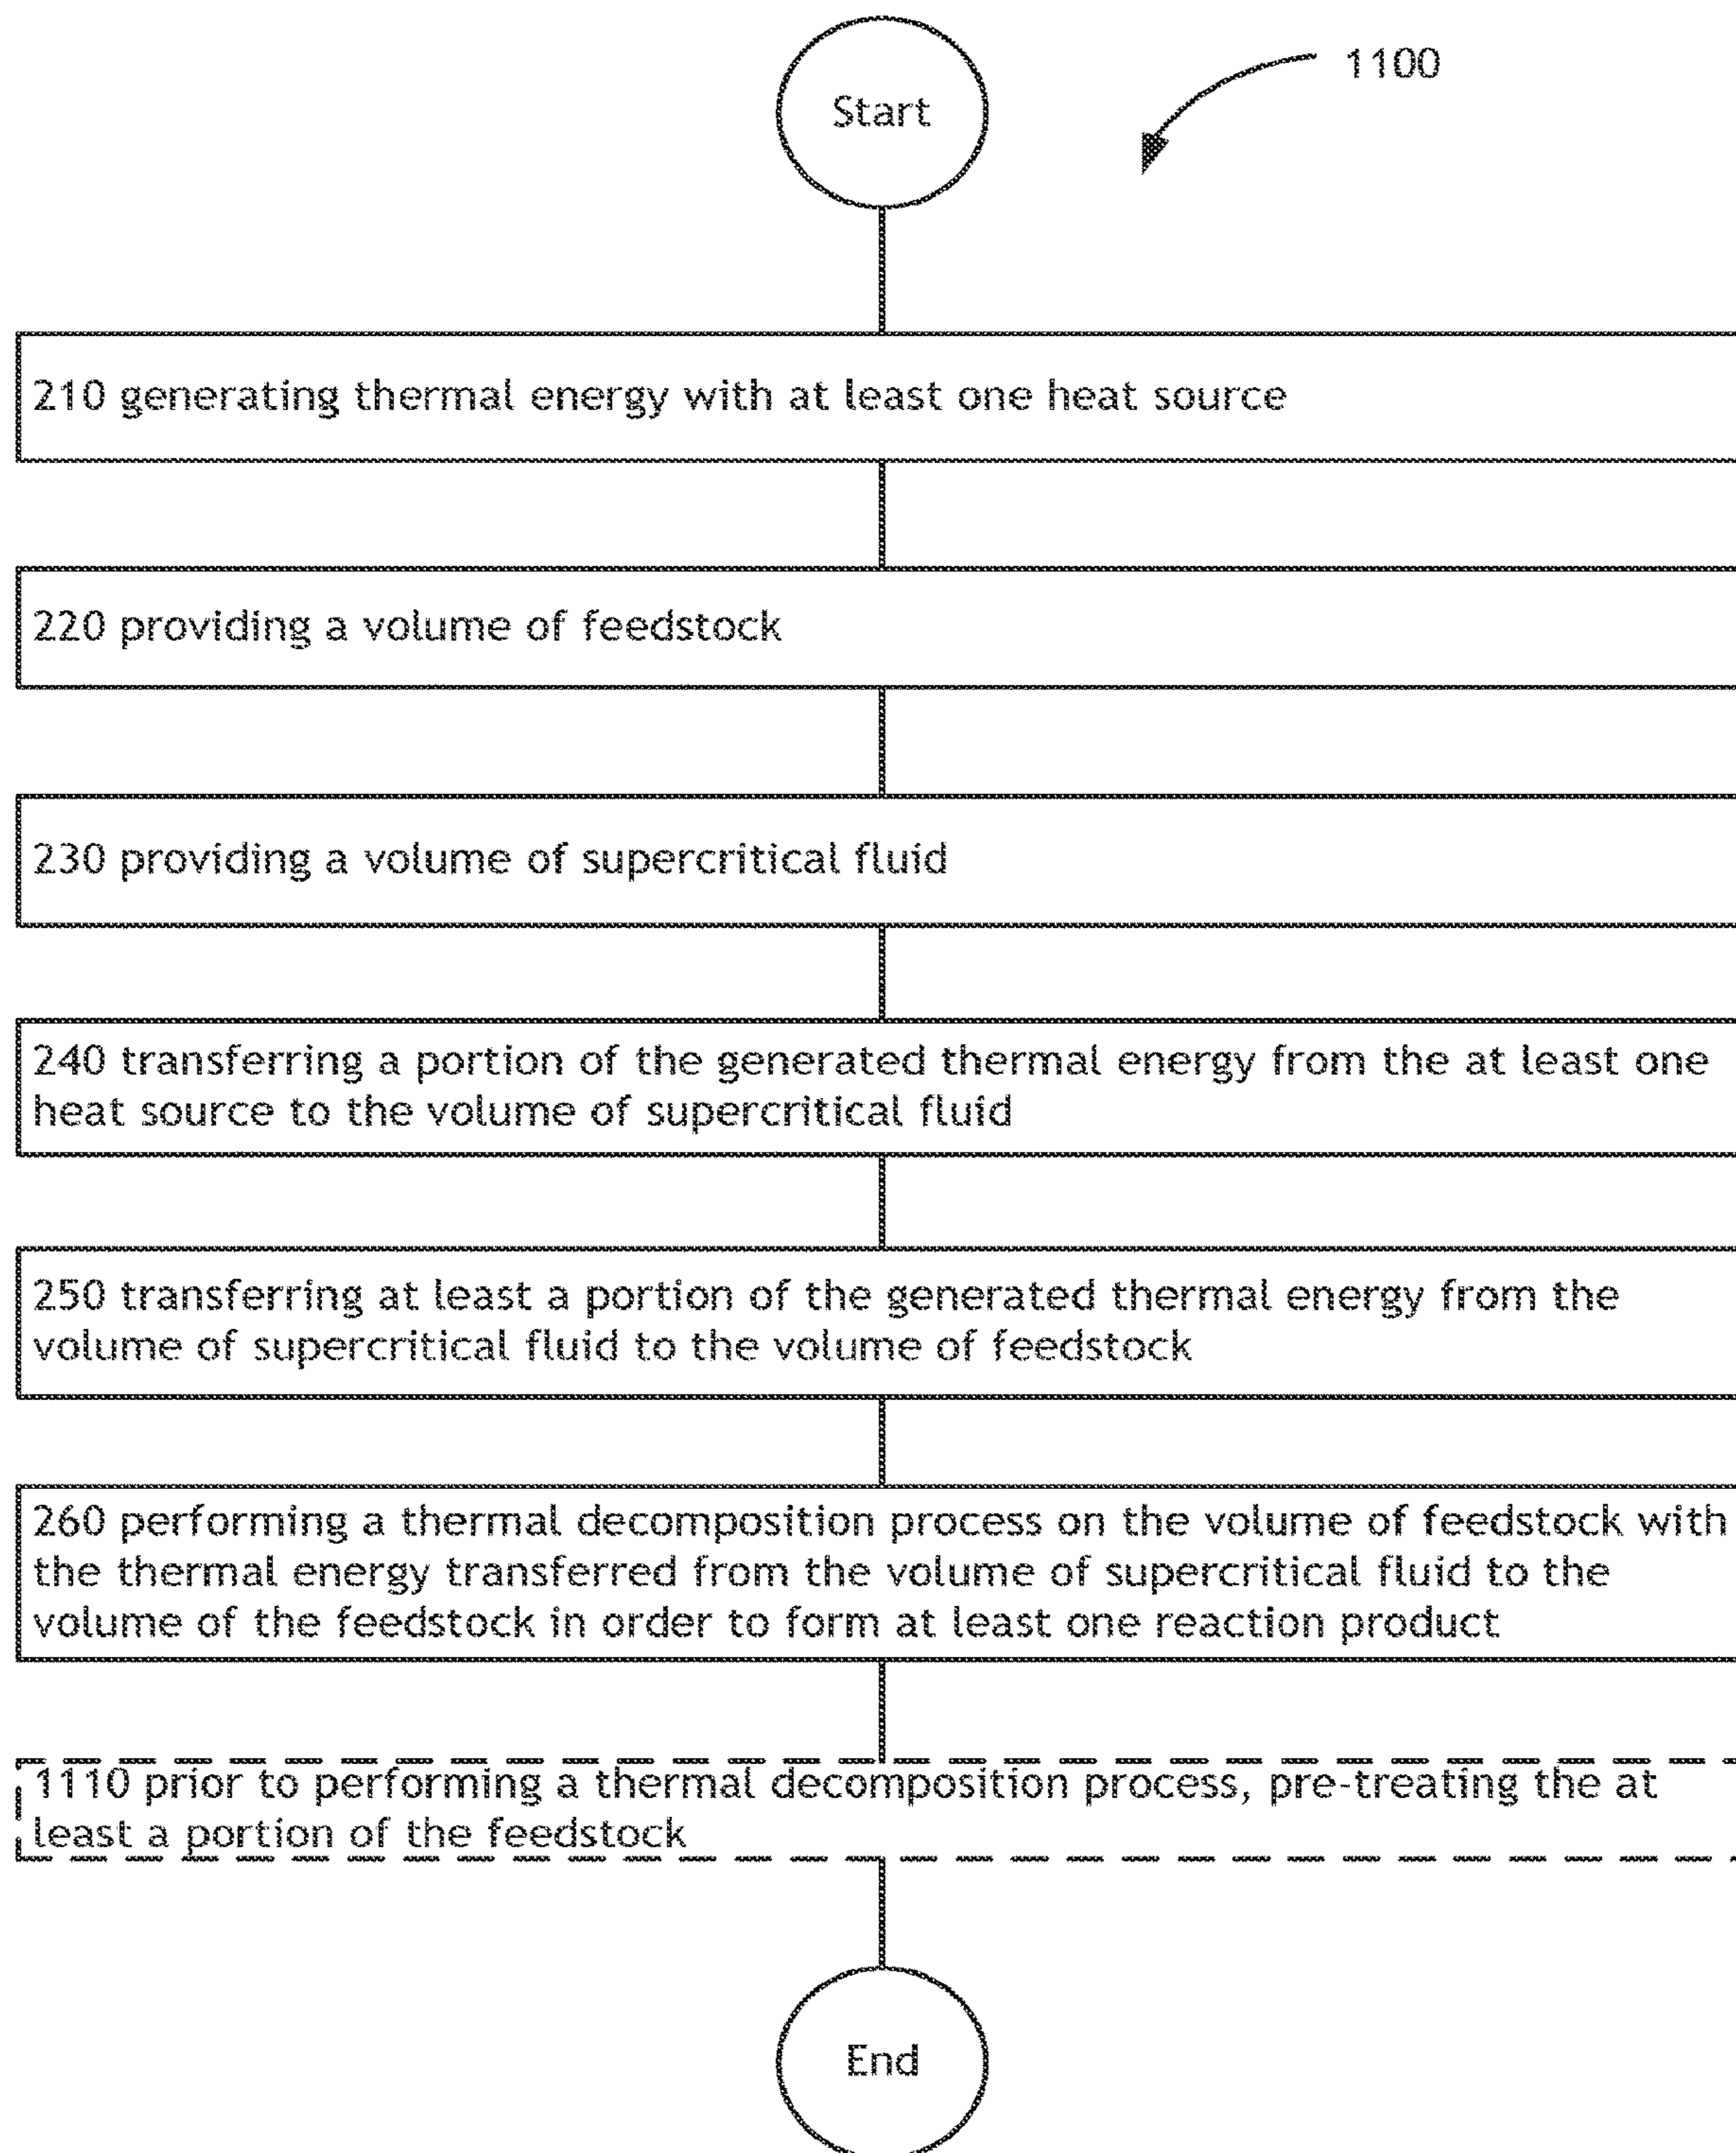 Start
1100
210 generating thermal energy with at least one heat source
220 providing a volume of feedstock
230 providing a volume of supercritical fluid
240 transferring a portion of the generated thermal energy from the at least one
heat source to the volume of supercritical fluid
250 transferring at least a portion of the generated thermal energy from the
volume of supercritical fluid to the volume of feedstock
260 performing a thermal decomposition process on the volume of feedstock with
the thermal energy transferred from the volume of supercritical fluid to the
volume of the feedstock in order to form at least one reaction product
1110 prior to performing a thermal decomposition process, pre-treating the at
least a portion of the feedstock
End